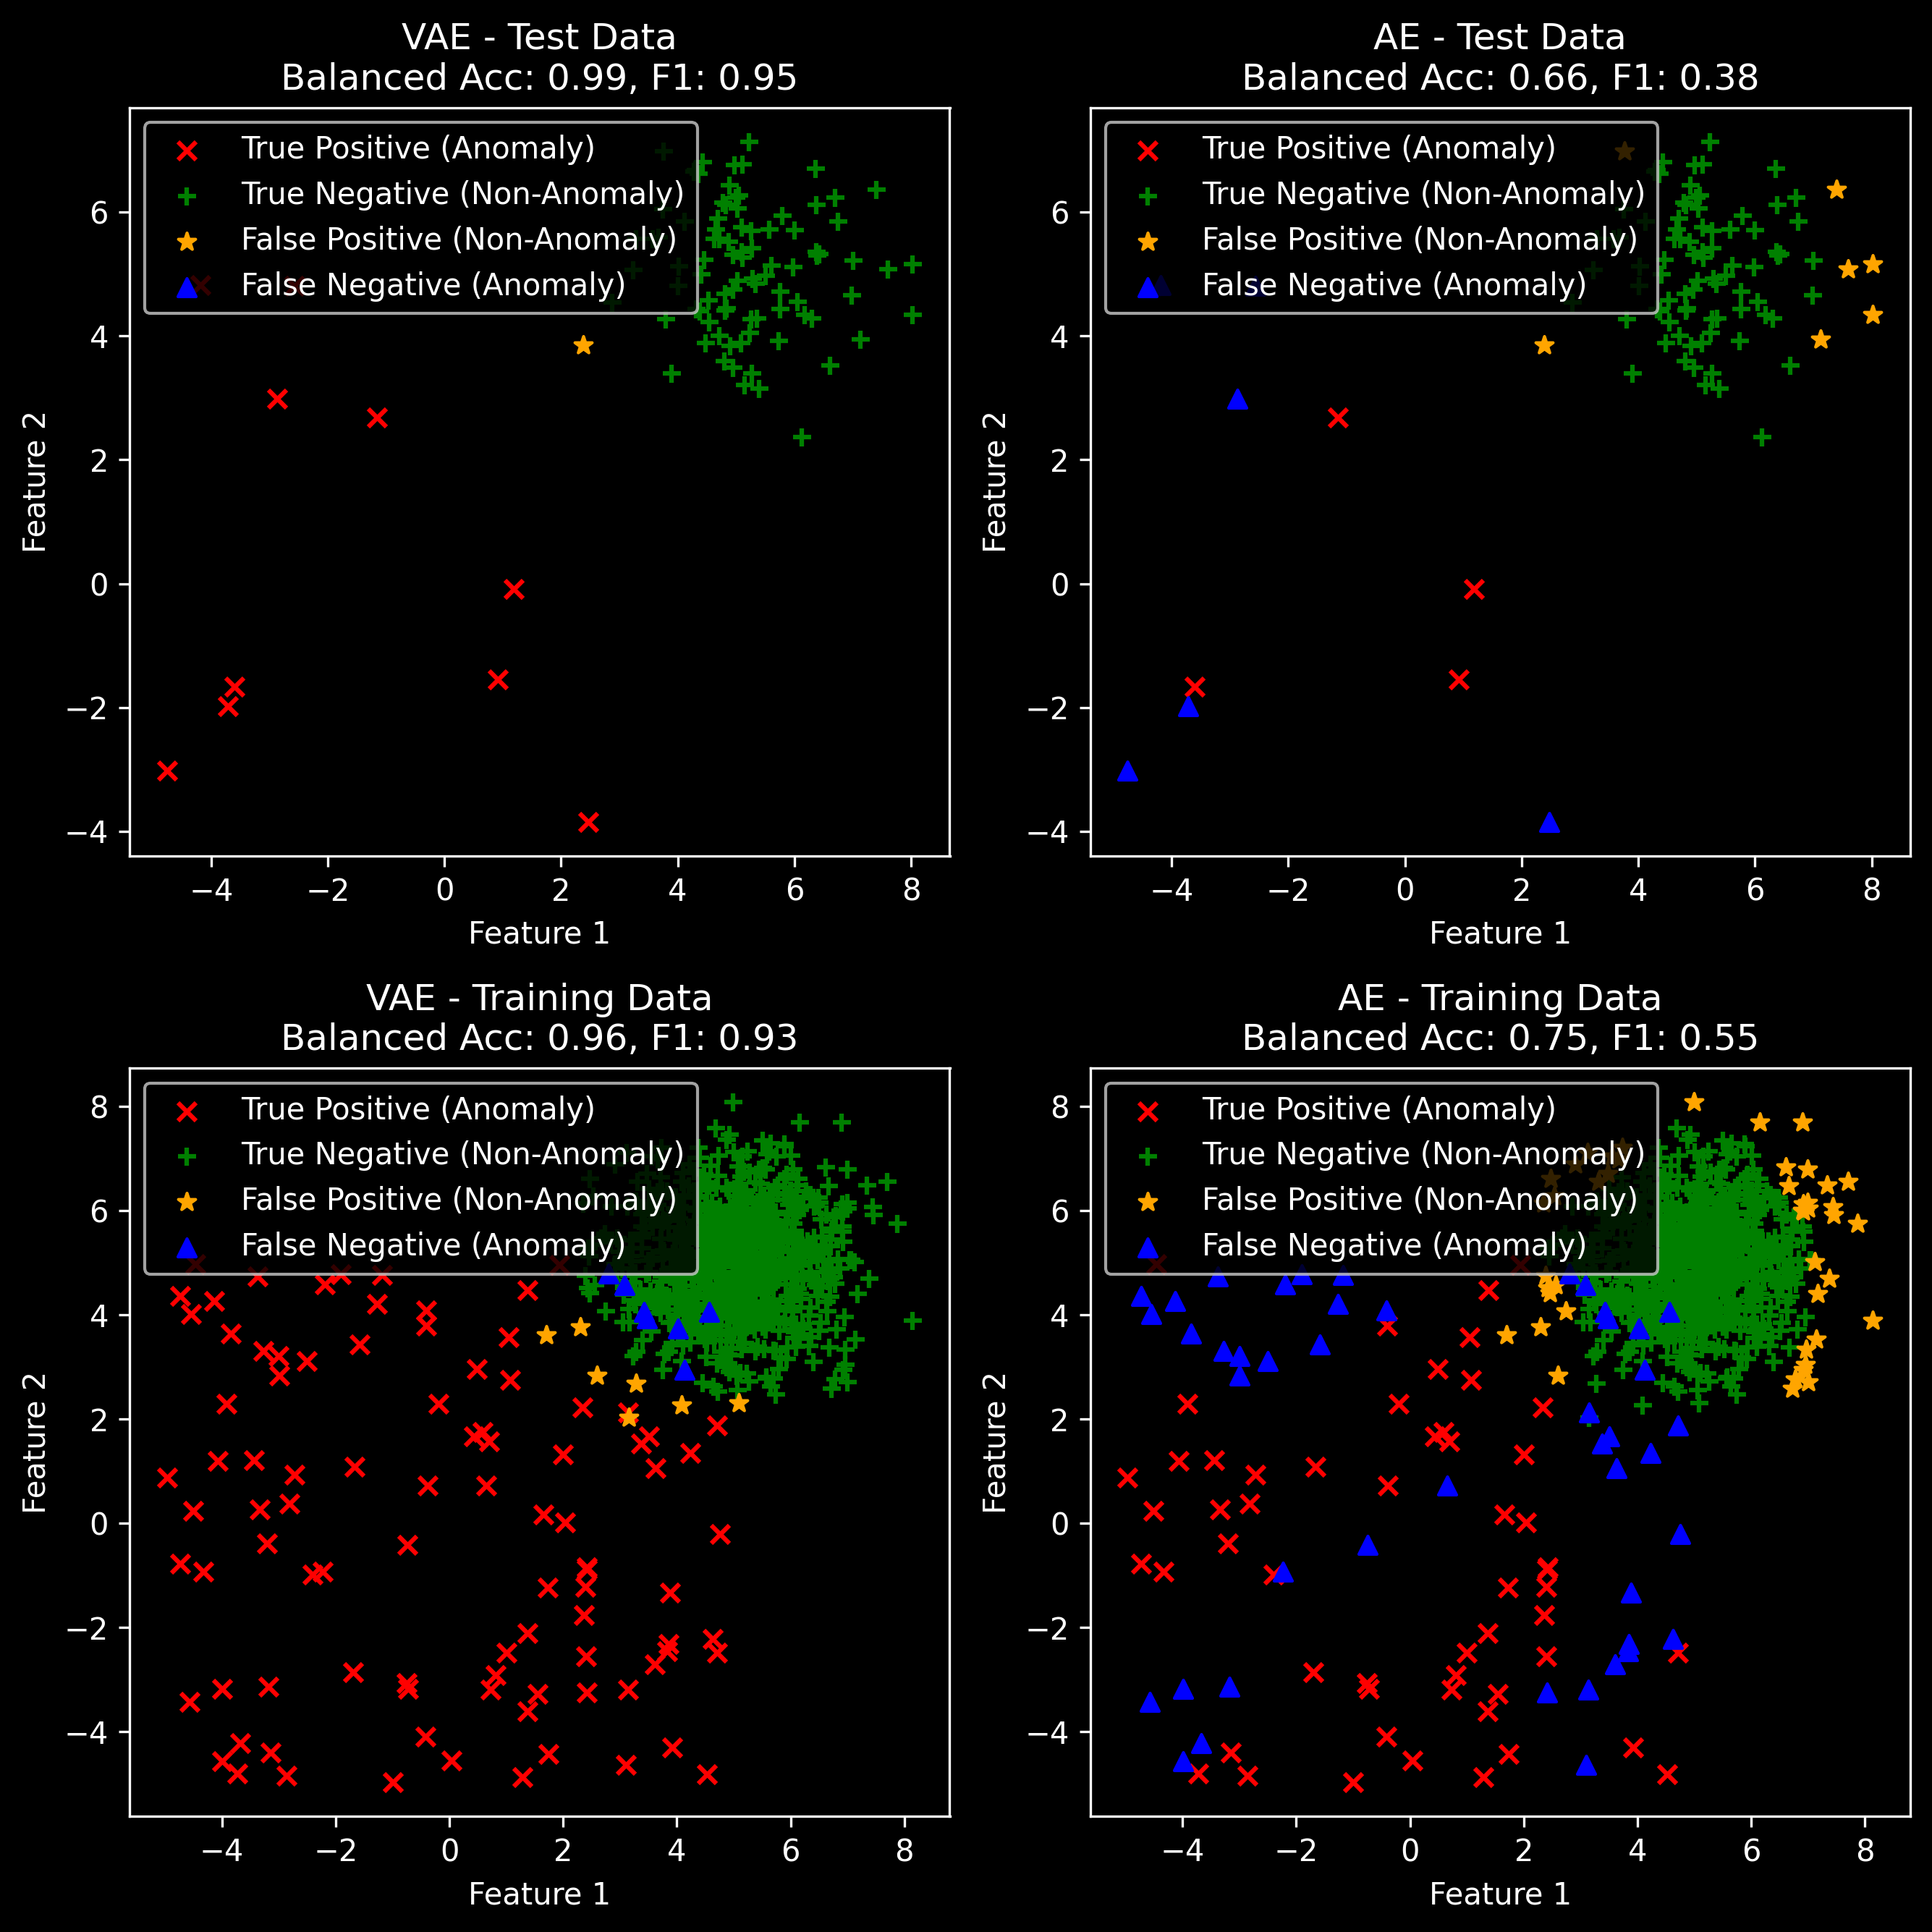 VAE - Test Data
Balanced Acc: 0.99, F1: 0.95
True Positive (Anomaly)
True Negative (Non-Anomaly)
False Positive (Non-Anomaly)
False Negative (Anomaly)
6
4
2
0
−2
−4
Feature 2
−4 −2 0 2 4 6 8
Feature 1
AE - Test Data
Balanced Acc: 0.66, F1: 0.38
True Positive (Anomaly)
True Negative (Non-Anomaly)
False Positive (Non-Anomaly)
False Negative (Anomaly)
6
4
2
0
−2
−4
Feature 2
−4 −2 0 2 4 6 8
Feature 1
VAE - Training Data
Balanced Acc: 0.96, F1: 0.93
True Positive (Anomaly)
True Negative (Non-Anomaly)
False Positive (Non-Anomaly)
False Negative (Anomaly)
8
6
4
2
0
−2
−4
Feature 2
−4 −2 0 2 4 6 8
Feature 1
AE - Training Data
Balanced Acc: 0.75, F1: 0.55
True Positive (Anomaly)
True Negative (Non-Anomaly)
False Positive (Non-Anomaly)
False Negative (Anomaly)
8
6
4
2
0
−2
−4
Feature 2
−4 −2 0 2 4 6 8
Feature 1